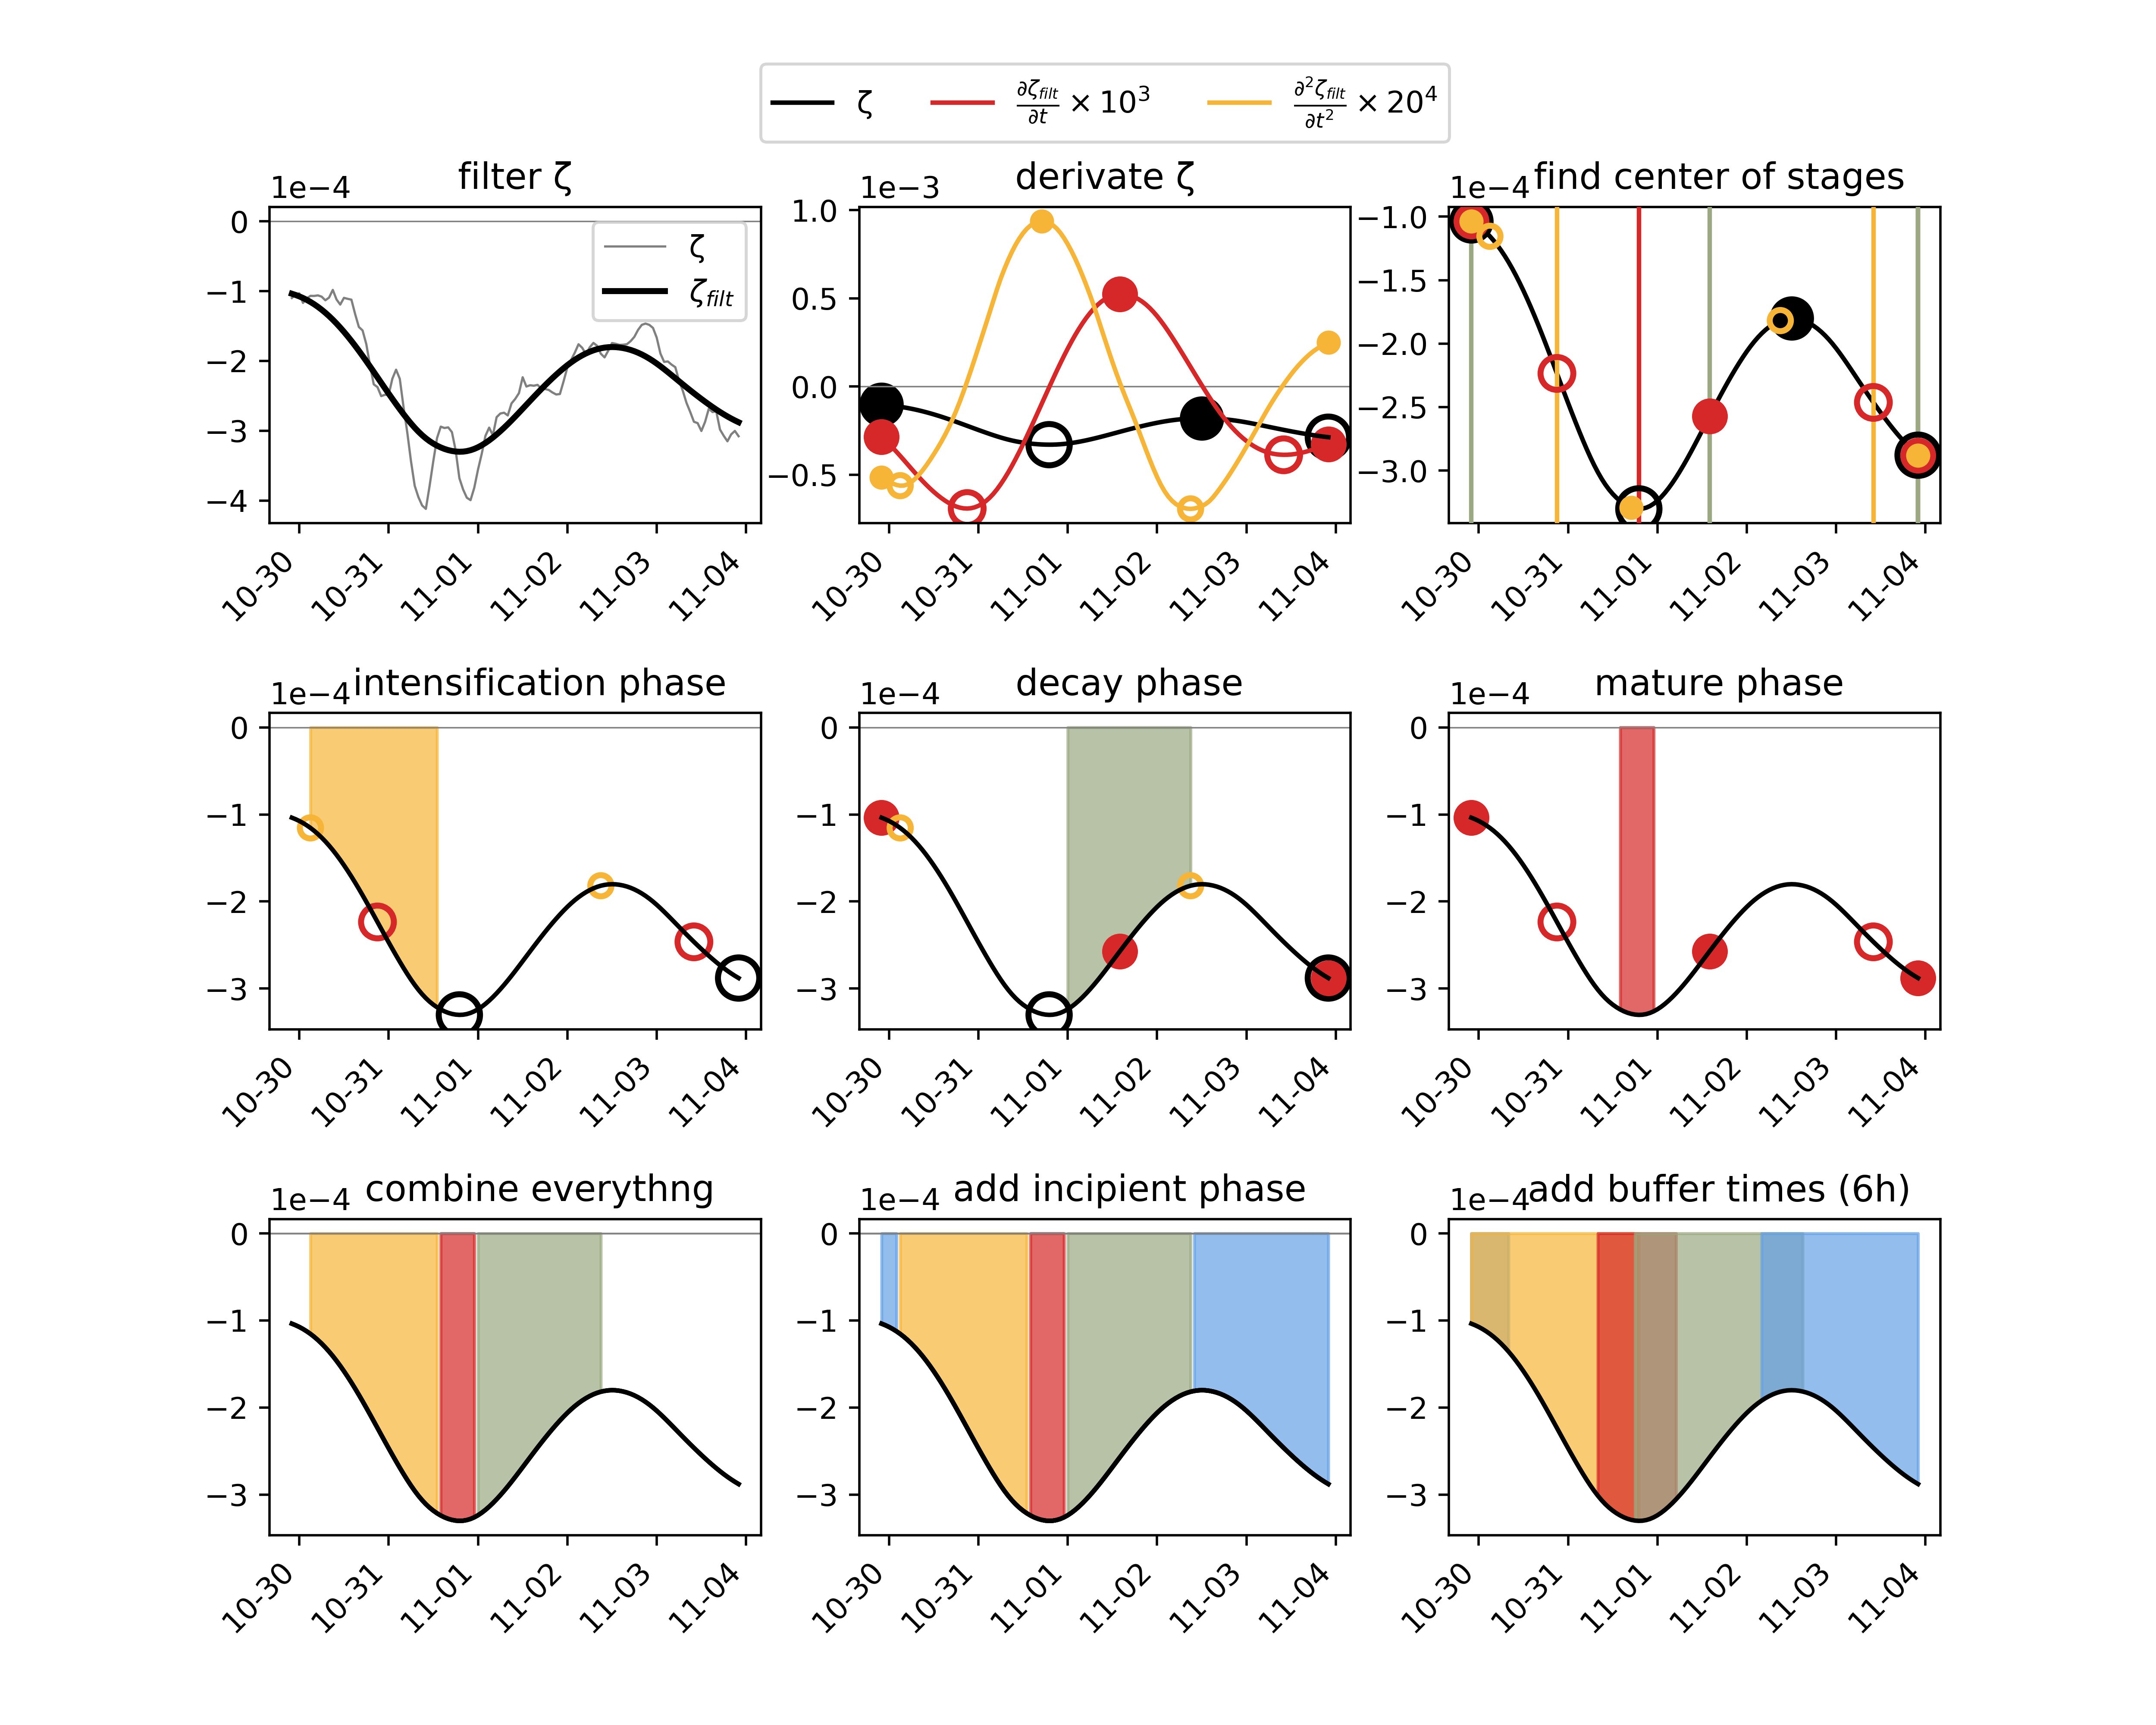 ζ ∂ζ_filt/∂t × 10³ ∂²ζ_filt/∂t² × 20⁴
filter ζ derivate ζ find center of stages
1e−4 1e−3 1e−4
0
−1
−2
−3
−4
ζ
ζ_filt
10-30 10-31 11-01 11-02 11-03 11-04
1.0
0.5
0.0
−0.5
10-30 10-31 11-01 11-02 11-03 11-04
−1.0
−1.5
−2.0
−2.5
−3.0
10-30 10-31 11-01 11-02 11-03 11-04
intensification phase decay phase mature phase
1e−4 1e−4 1e−4
0
−1
−2
−3
10-30 10-31 11-01 11-02 11-03 11-04
0
−1
−2
−3
10-30 10-31 11-01 11-02 11-03 11-04
0
−1
−2
−3
10-30 10-31 11-01 11-02 11-03 11-04
combine everythng add incipient phase add buffer times (6h)
1e−4 1e−4 1e−4
0
−1
−2
−3
10-30 10-31 11-01 11-02 11-03 11-04
0
−1
−2
−3
10-30 10-31 11-01 11-02 11-03 11-04
0
−1
−2
−3
10-30 10-31 11-01 11-02 11-03 11-04